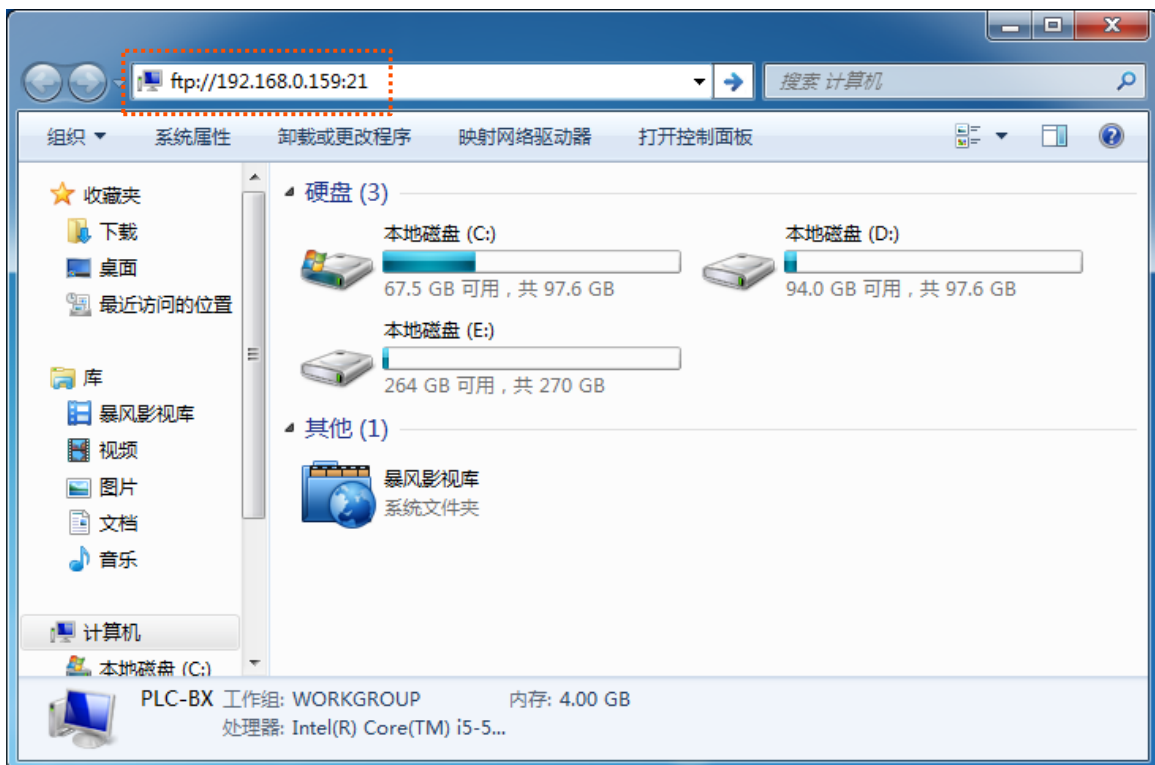 ftp://192.168.0.159:21
搜索 计算机
组织 系统属性 卸载或更改程序 映射网络驱动器 打开控制面板
收藏夹
下载
桌面
最近访问的位置
库
暴风影视库
视频
图片
文档
音乐
计算机
本地磁盘 (C:)
硬盘 (3)
本地磁盘 (C:)
67.5 GB 可用，共 97.6 GB
本地磁盘 (D:)
94.0 GB 可用，共 97.6 GB
本地磁盘 (E:)
264 GB 可用，共 270 GB
其他 (1)
暴风影视库
系统文件夹
PLC-BX 工作组: WORKGROUP 内存: 4.00 GB
处理器: Intel(R) Core(TM) i5-5...